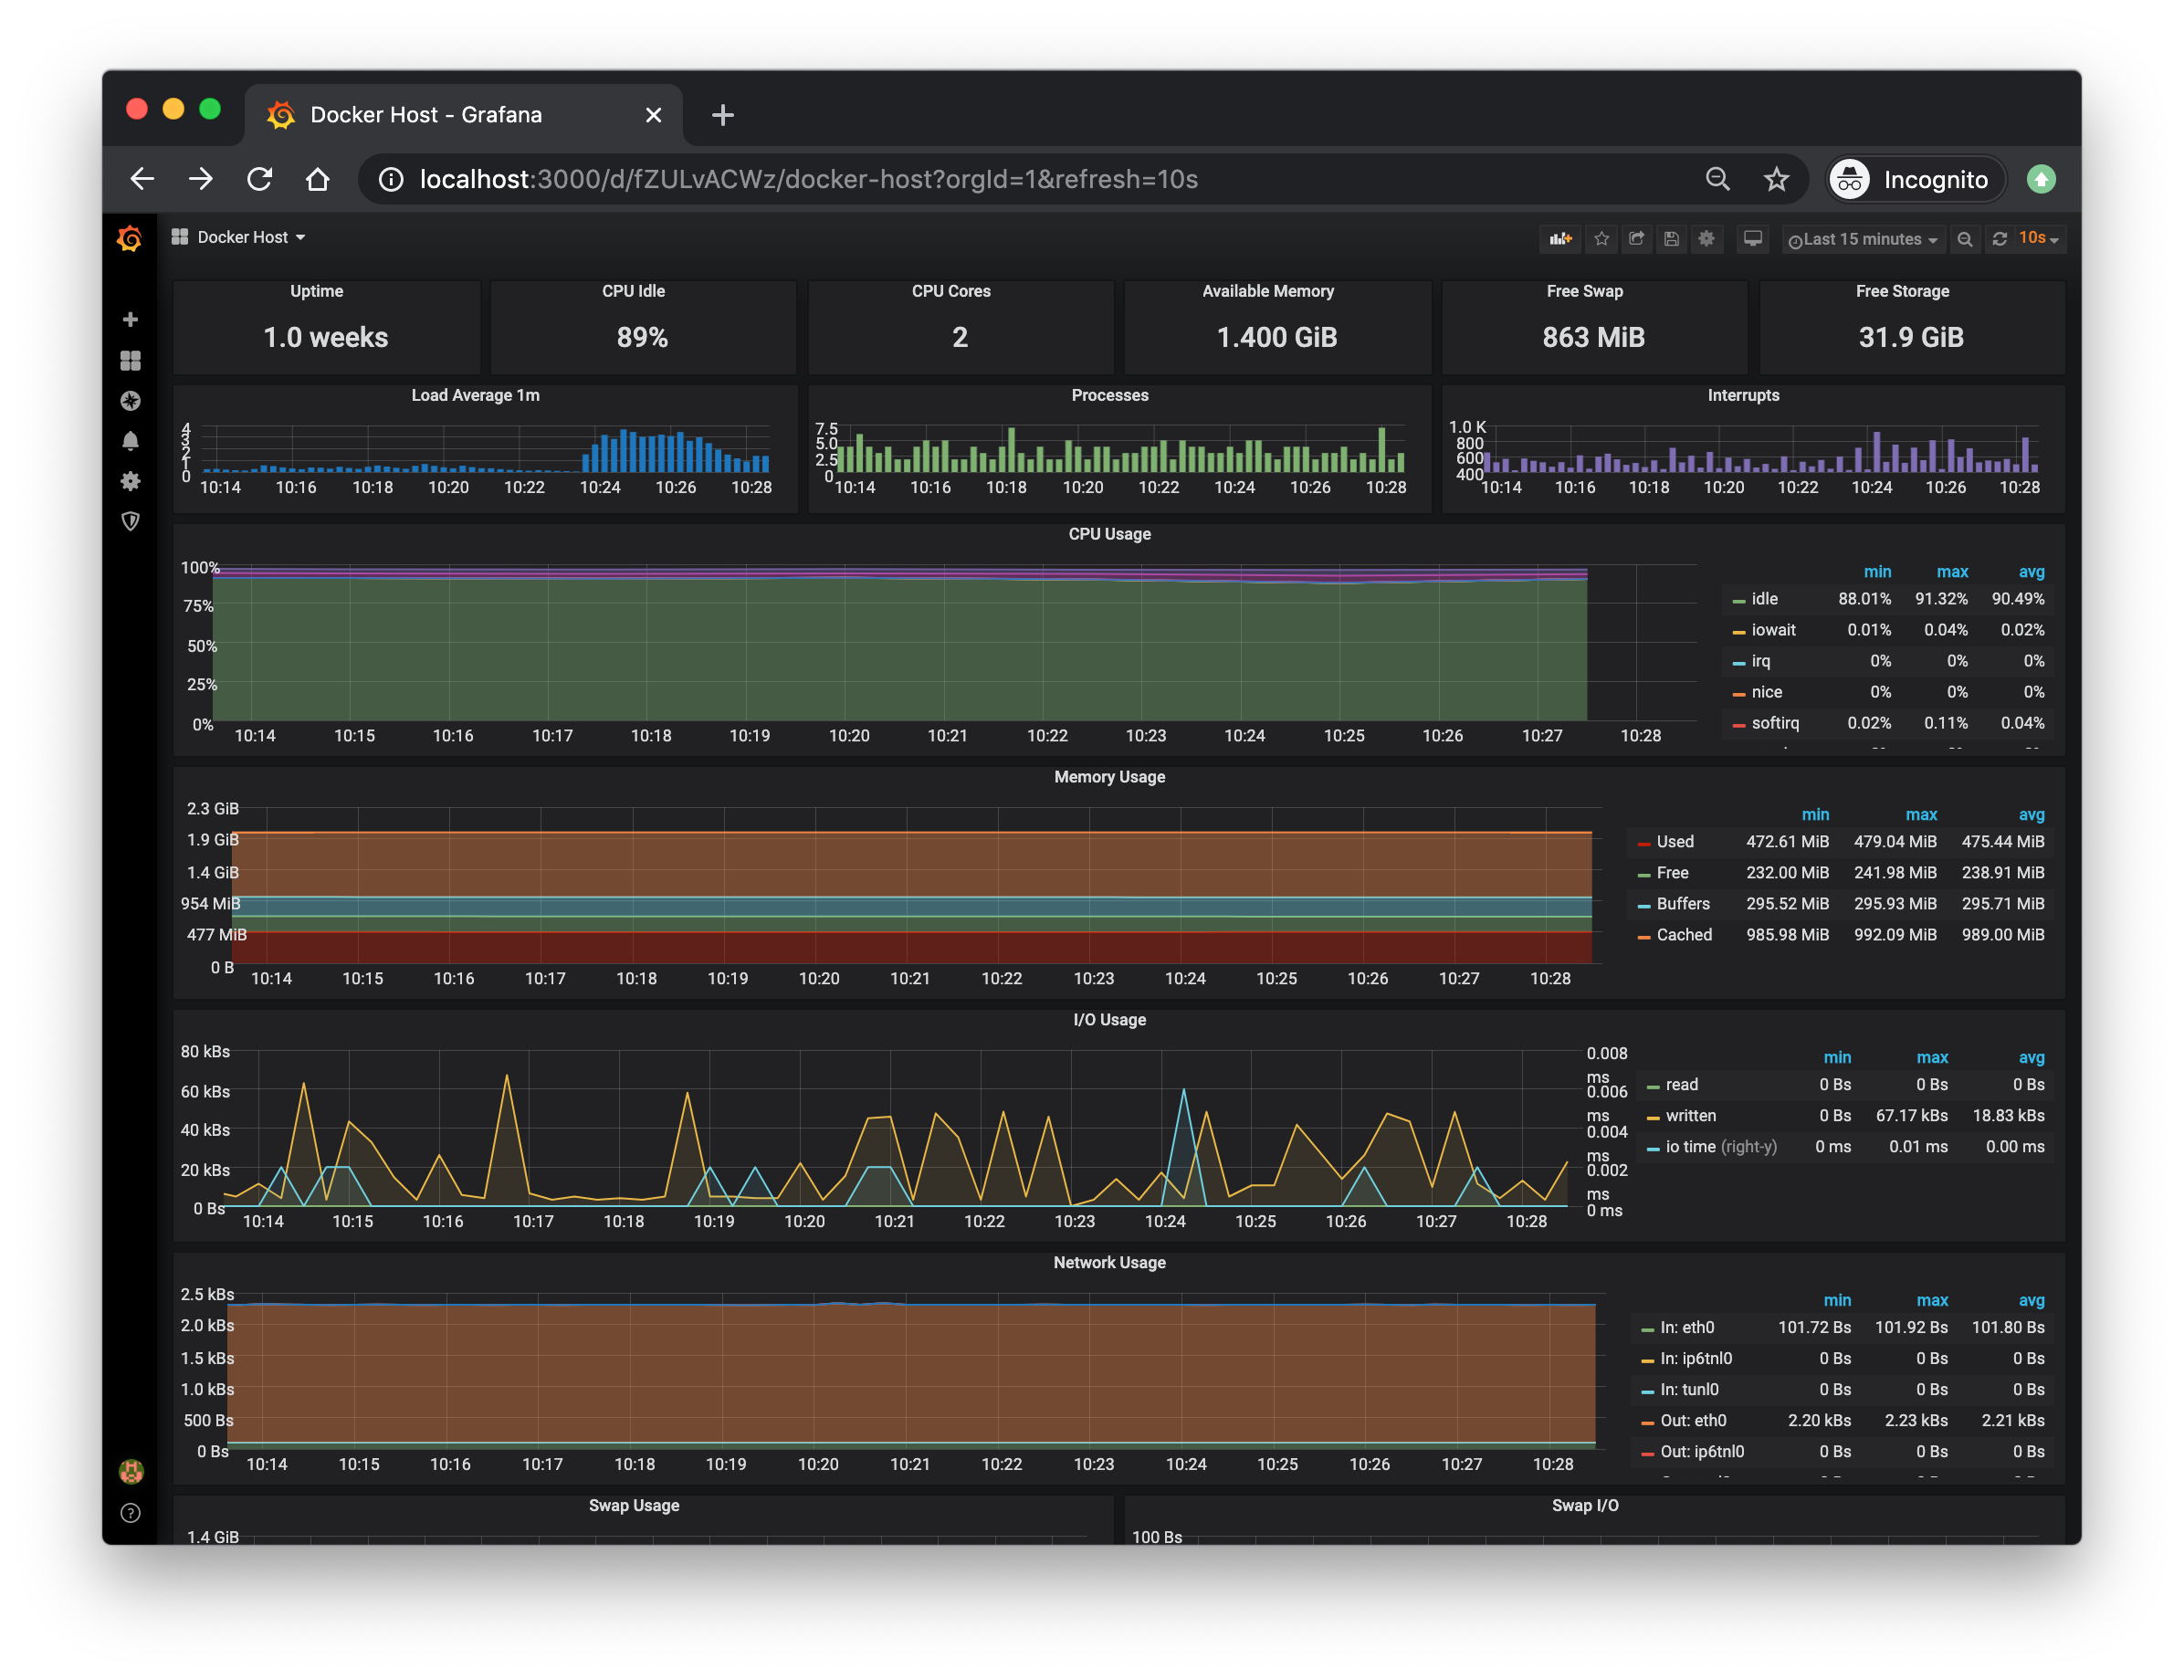 Docker Host - Grafana
localhost:3000/d/fZULvACWz/docker-host?orgId=1&refresh=10s
Incognito
Docker Host
Last 15 minutes
10s
Uptime
1.0 weeks
CPU Idle
89%
CPU Cores
2
Available Memory
1.400 GiB
Free Swap
863 MiB
Free Storage
31.9 GiB
Load Average 1m
4
3
2
1
0
10:14 10:16 10:18 10:20 10:22 10:24 10:26 10:28
Processes
7.5
5.0
2.5
0
10:14 10:16 10:18 10:20 10:22 10:24 10:26 10:28
Interrupts
1.0 K
800
600
400
10:14 10:16 10:18 10:20 10:22 10:24 10:26 10:28
CPU Usage
100%
75%
50%
25%
0%
10:14 10:15 10:16 10:17 10:18 10:19 10:20 10:21 10:22 10:23 10:24 10:25 10:26 10:27 10:28
min max avg
idle 88.01% 91.32% 90.49%
iowait 0.01% 0.04% 0.02%
irq 0% 0% 0%
nice 0% 0% 0%
softirq 0.02% 0.11% 0.04%
Memory Usage
2.3 GiB
1.9 GiB
1.4 GiB
954 MiB
477 MiB
0 B
10:14 10:15 10:16 10:17 10:18 10:19 10:20 10:21 10:22 10:23 10:24 10:25 10:26 10:27 10:28
min max avg
Used 472.61 MiB 479.04 MiB 475.44 MiB
Free 232.00 MiB 241.98 MiB 238.91 MiB
Buffers 295.52 MiB 295.93 MiB 295.71 MiB
Cached 985.98 MiB 992.09 MiB 989.00 MiB
I/O Usage
80 kBs
60 kBs
40 kBs
20 kBs
0 Bs
10:14 10:15 10:16 10:17 10:18 10:19 10:20 10:21 10:22 10:23 10:24 10:25 10:26 10:27 10:28
0.008
ms
0.006
ms
0.004
ms
0.002
ms
0 ms
min max avg
read 0 Bs 0 Bs 0 Bs
written 0 Bs 67.17 kBs 18.83 kBs
io time (right-y) 0 ms 0.01 ms 0.00 ms
Network Usage
2.5 kBs
2.0 kBs
1.5 kBs
1.0 kBs
500 Bs
0 Bs
10:14 10:15 10:16 10:17 10:18 10:19 10:20 10:21 10:22 10:23 10:24 10:25 10:26 10:27 10:28
min max avg
In: eth0 101.72 Bs 101.92 Bs 101.80 Bs
In: ip6tnl0 0 Bs 0 Bs 0 Bs
In: tunl0 0 Bs 0 Bs 0 Bs
Out: eth0 2.20 kBs 2.23 kBs 2.21 kBs
Out: ip6tnl0 0 Bs 0 Bs 0 Bs
Swap Usage
1.4 GiB
Swap I/O
100 Bs